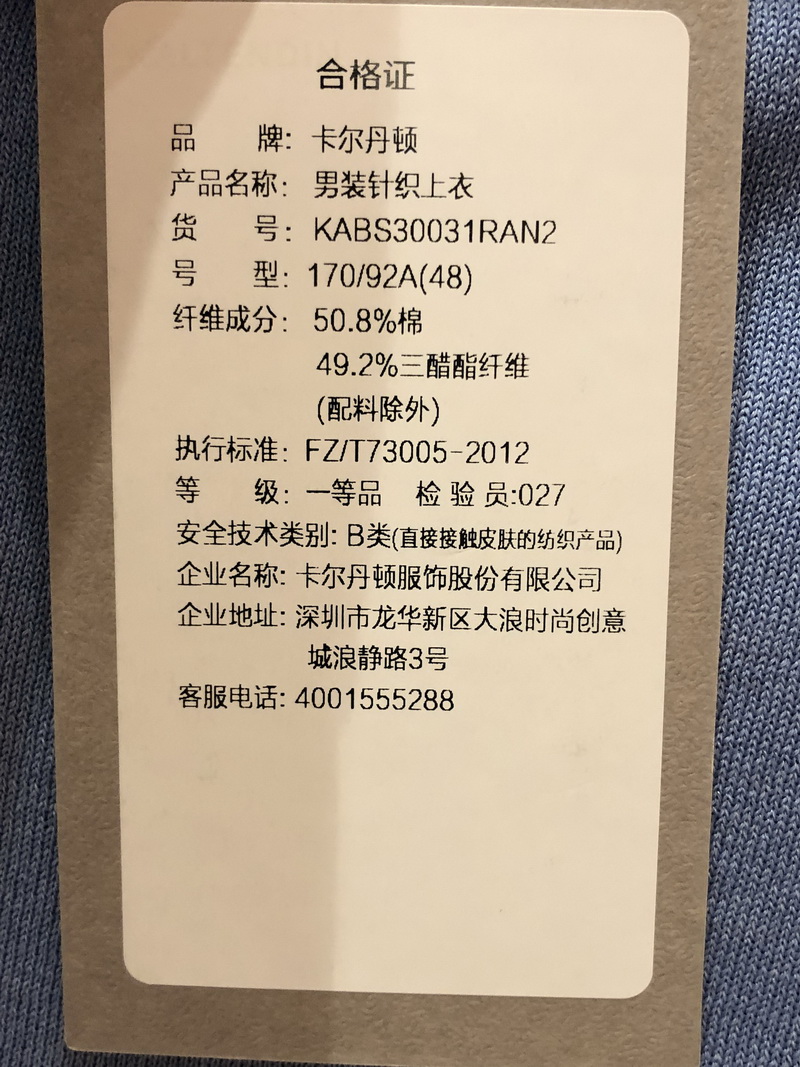 合格证
品 牌: 卡尔丹顿
产品名称: 男装针织上衣
货 号: KABS30031RAN2
号 型: 170/92A(48)
纤维成分: 50.8%棉
49.2%三醋酯纤维
(配料除外)
执行标准: FZ/T73005-2012
等 级: 一等品 检 验 员:027
安全技术类别: B类(直接接触皮肤的纺织产品)
企业名称: 卡尔丹顿服饰股份有限公司
企业地址: 深圳市龙华新区大浪时尚创意
城浪静路3号
客服电话: 4001555288